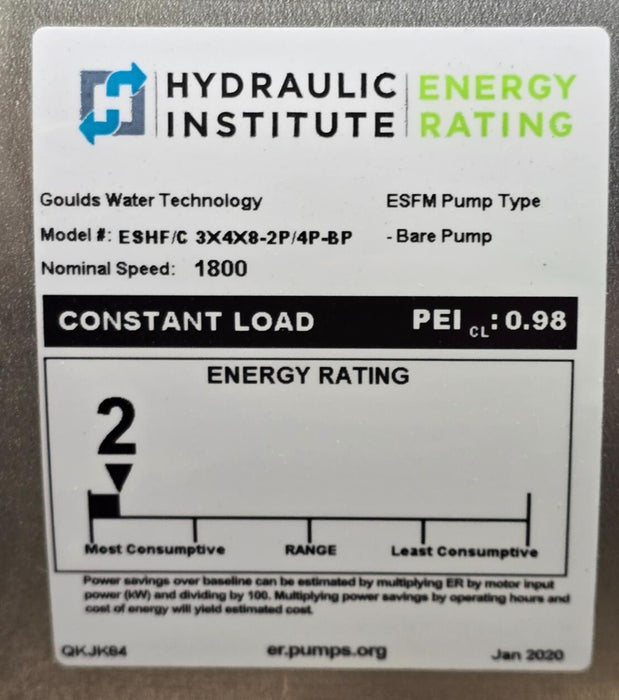 HYDRAULIC INSTITUTE ENERGY RATING
Goulds Water Technology ESFM Pump Type
Model #: ESHF/C 3X4X8-2P/4P-BP - Bare Pump
Nominal Speed: 1800
CONSTANT LOAD PEI CL: 0.98
ENERGY RATING
2
Most Consumptive RANGE Least Consumptive
Power savings over baseline can be estimated by multiplying ER by motor input
power (kW) and dividing by 100. Multiplying power savings by operating hours and
cost of energy will yield estimated cost.
QKJK84 er.pumps.org Jan 2020